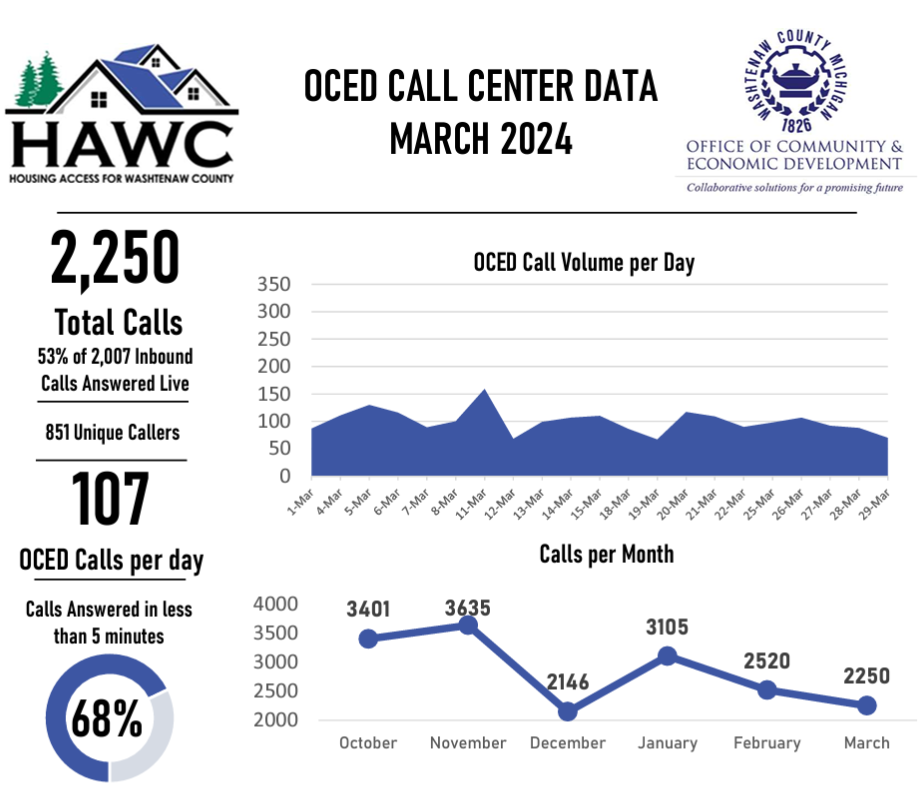 HAWC
HOUSING ACCESS FOR WASHTENAW COUNTY
OCED CALL CENTER DATA
MARCH 2024
WASHTENAW COUNTY MICHIGAN
1826
OFFICE OF COMMUNITY &
ECONOMIC DEVELOPMENT
Collaborative solutions for a promising future
2,250
Total Calls
53% of 2,007 Inbound
Calls Answered Live
851 Unique Callers
107
OCED Calls per day
Calls Answered in less
than 5 minutes
68%
OCED Call Volume per Day
350
300
250
200
150
100
50
0
1-Mar 4-Mar 5-Mar 6-Mar 7-Mar 8-Mar 11-Mar 12-Mar 13-Mar 14-Mar 15-Mar 18-Mar 19-Mar 20-Mar 21-Mar 22-Mar 25-Mar 26-Mar 27-Mar 28-Mar 29-Mar
Calls per Month
4000
3500
3000
2500
2000
3401 3635 2146 3105 2520 2250
October November December January February March